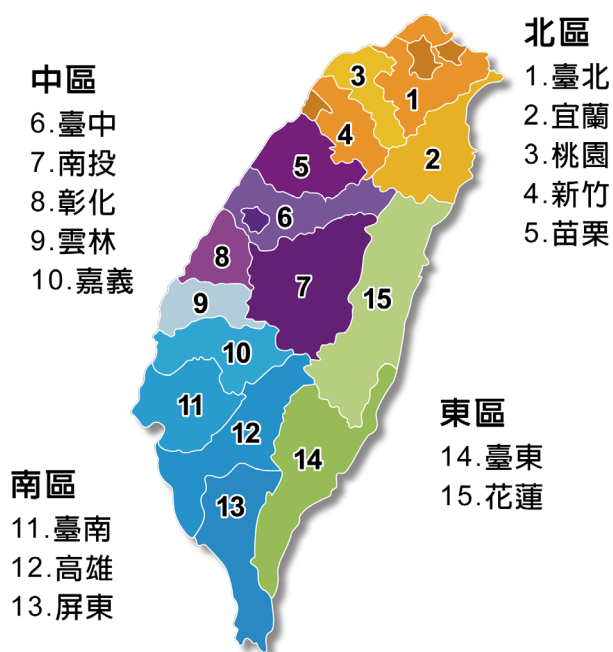 中區
6.臺中
7.南投
8.彰化
9.雲林
10.嘉義
北區
1.臺北
2.宜蘭
3.桃園
4.新竹
5.苗栗
東區
14.臺東
15.花蓮
南區
11.臺南
12.高雄
13.屏東
3
1
4
2
5
6
8
7
15
9
10
11
12
14
13